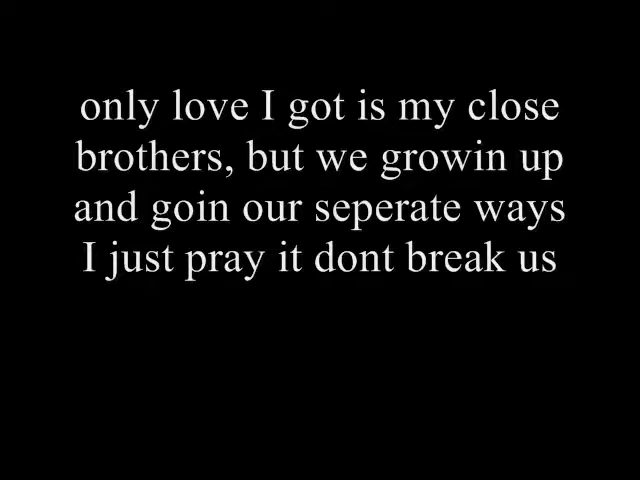 only love I got is my close
brothers, but we growin up
and goin our seperate ways
I just pray it dont break us